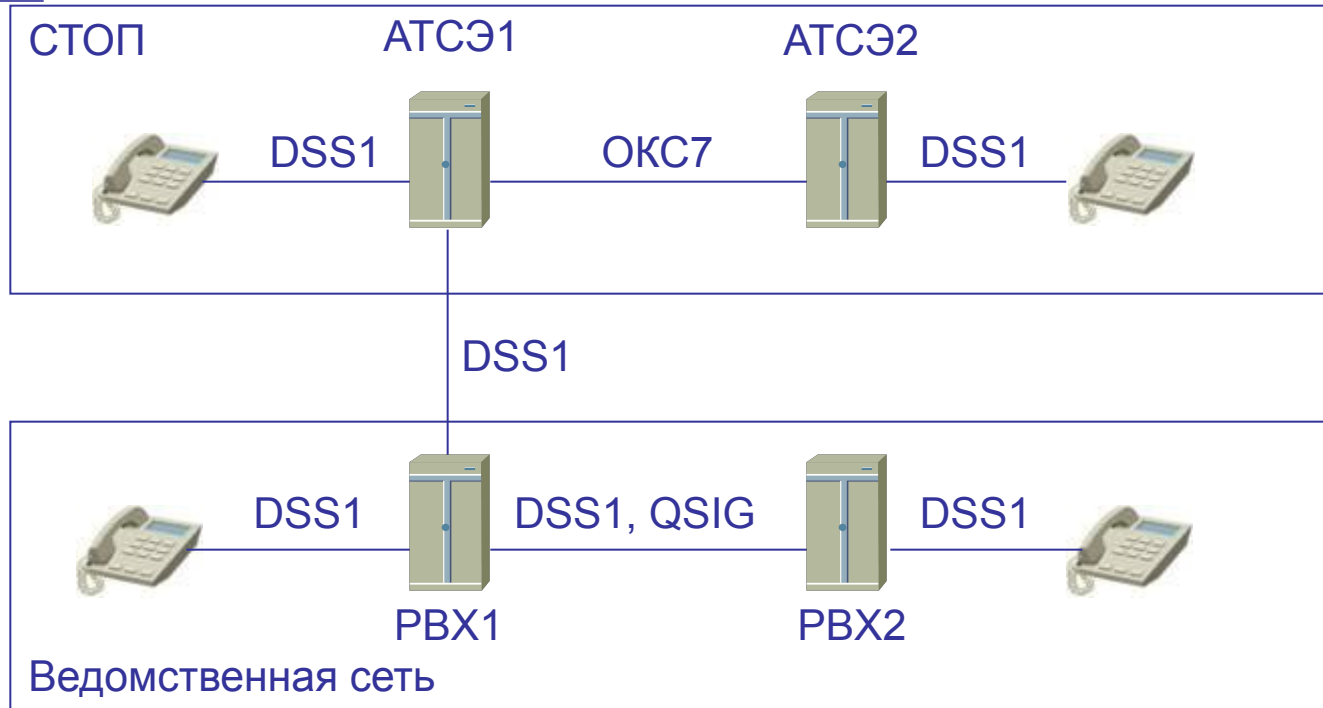 СТОП
АТСЭ1
АТСЭ2
DSS1
ОКС7
DSS1
DSS1
DSS1
DSS1, QSIG
DSS1
PBX1
PBX2
Ведомственная сеть